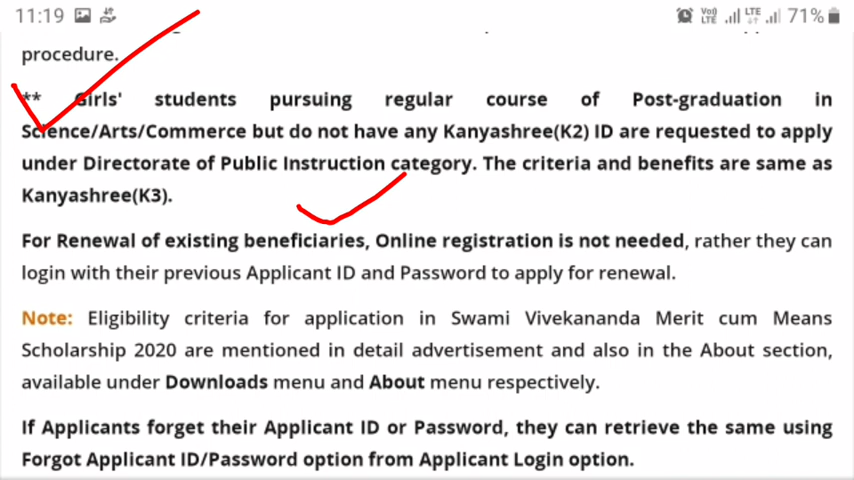 11:19 LTE LTE 71%
procedure.
** Girls' students pursuing regular course of Post-graduation in
Science/Arts/Commerce but do not have any Kanyashree(K2) ID are requested to apply
under Directorate of Public Instruction category. The criteria and benefits are same as
Kanyashree(K3).
For Renewal of existing beneficiaries, Online registration is not needed, rather they can
login with their previous Applicant ID and Password to apply for renewal.
Note: Eligibility criteria for application in Swami Vivekananda Merit cum Means
Scholarship 2020 are mentioned in detail advertisement and also in the About section,
available under Downloads menu and About menu respectively.
If Applicants forget their Applicant ID or Password, they can retrieve the same using
Forgot Applicant ID/Password option from Applicant Login option.